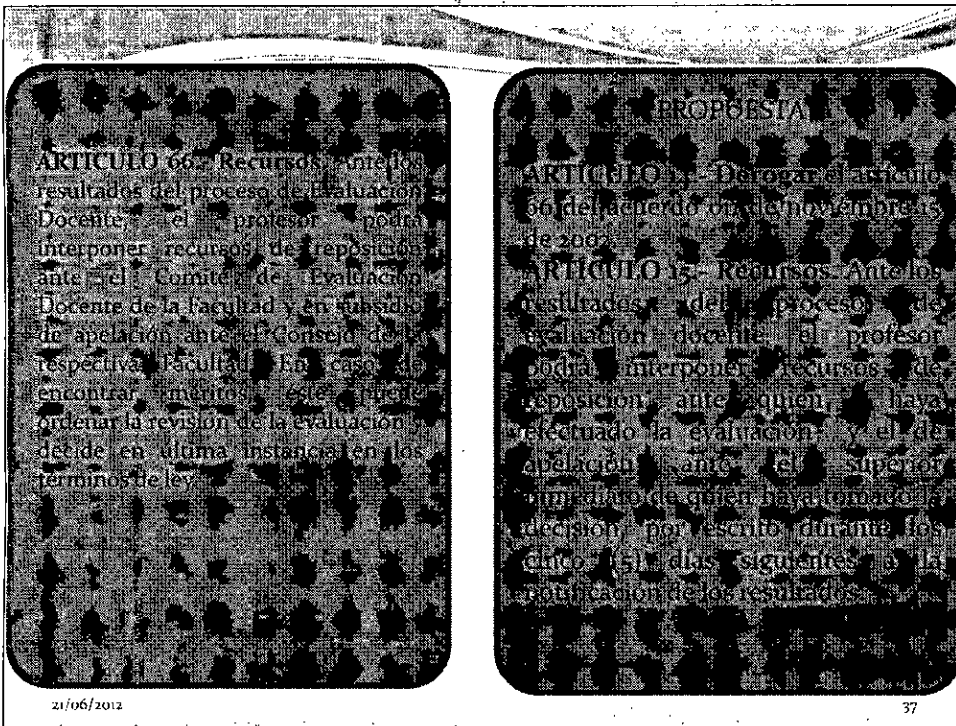 ARTICULO 66.- Recursos. Ante los
resultados del proceso de Evaluación
Docente, el profesor podrá
interponer recursos de reposición
ante el Comité de Evaluación
Docente de la Facultad y en subsidio
de apelación ante el Consejo de la
respectiva Facultad. En caso de
encontrar méritos, este puede
ordenar la revisión de la evaluación y
decide en última instancia en los
términos de ley.
PROPUESTA
ARTICULO Derogar el artículo
66 del acuerdo de noviembre 15
de
ARTICULO 15.- Recursos. Ante los
resultados del proceso de
evaluación docente, el profesor
podrá interponer recursos de
reposición ante quien haya
efectuado la evaluación y el de
apelación ante el superior
inmediato de quien haya tomado la
decisión, por escrito durante los
cinco (5) días siguientes a la
notificación de los resultados.
21/06/2012
37